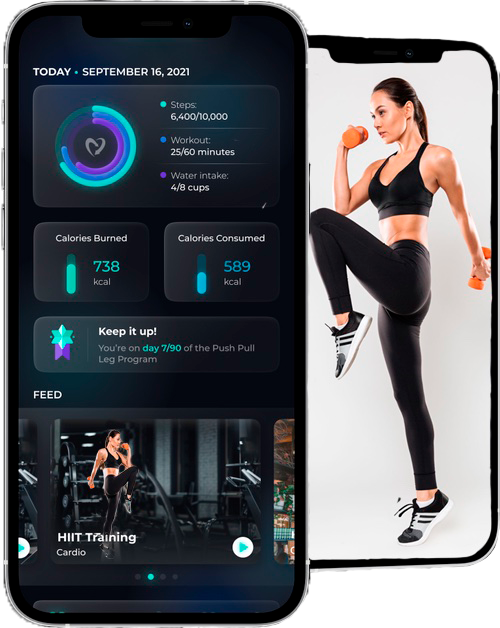 TODAY • SEPTEMBER 16, 2021
Steps:
6,400/10,000
Workout:
25/60 minutes
Water intake:
4/8 cups
Calories Burned
738
kcal
Calories Consumed
589
kcal
Keep it up!
You're on day 7/90 of the Push Pull
Leg Program
FEED
HIIT Training
Cardio